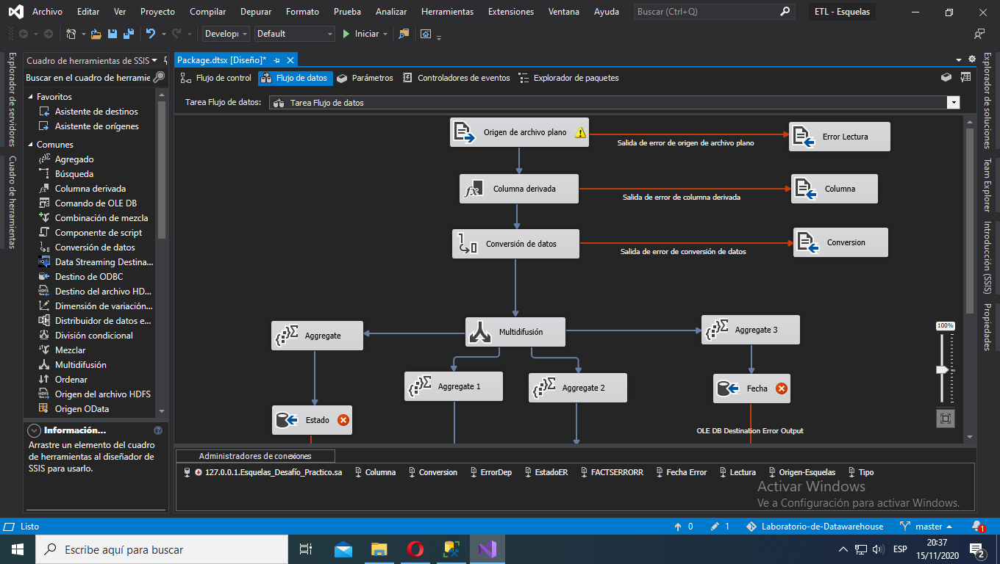 Archivo Editar Ver Proyecto Compilar Depurar Formato Prueba Analizar Herramientas Extensiones Ventana Ayuda Buscar (Ctrl+Q) ETL - Esquelas
Default Iniciar
Explorador de servidores
Cuadro de herramientas
Cuadro de herramientas de SSIS
Buscar en el cuadro de herramie
Favoritos
Asistente de destinos
Asistente de orígenes
Comunes
Agregado
Búsqueda
Columna derivada
Comando de OLE DB
Combinación de mezcla
Componente de script
Conversión de datos
Data Streaming Destina...
Destino de ODBC
Destino del archivo HD...
Dimensión de variación...
Distribuidor de datos e...
División condicional
Mezclar
Multidifusión
Ordenar
Origen del archivo HDFS
Origen OData
Información...
Arrastre un elemento del cuadro
de herramientas al diseñador de
SSIS para usarlo.
Package.dtsx [Diseño]*
Flujo de control Flujo de datos Parámetros Controladores de eventos Explorador de paquetes
Tarea Flujo de datos: Tarea Flujo de datos
Origen de archivo plano
Salida de error de origen de archivo plano
Error Lectura
Columna derivada
Salida de error de columna derivada
Columna
Conversión de datos
Salida de error de conversión de datos
Conversion
Aggregate
Multidifusión
Aggregate 3
Aggregate 1
Aggregate 2
Fecha
Estado
OLE DB Destination Error Output
100%
Administradores de conexiones
127.0.0.1.Esquelas_Desafío_Practico.sa Columna Conversion ErrorDep EstadoER FACTSERRORR Fecha Error Lectura Origen-Esquelas Tipo
Activar Windows
Ve a Configuración para activar Windows.
Explorador de soluciones
Team Explorer
Introducción (SSIS)
Propiedades
Listo 0 1 Laboratorio-de-Datawarehouse master 1
Escribe aquí para buscar
ESP
20:37
15/11/2020
2